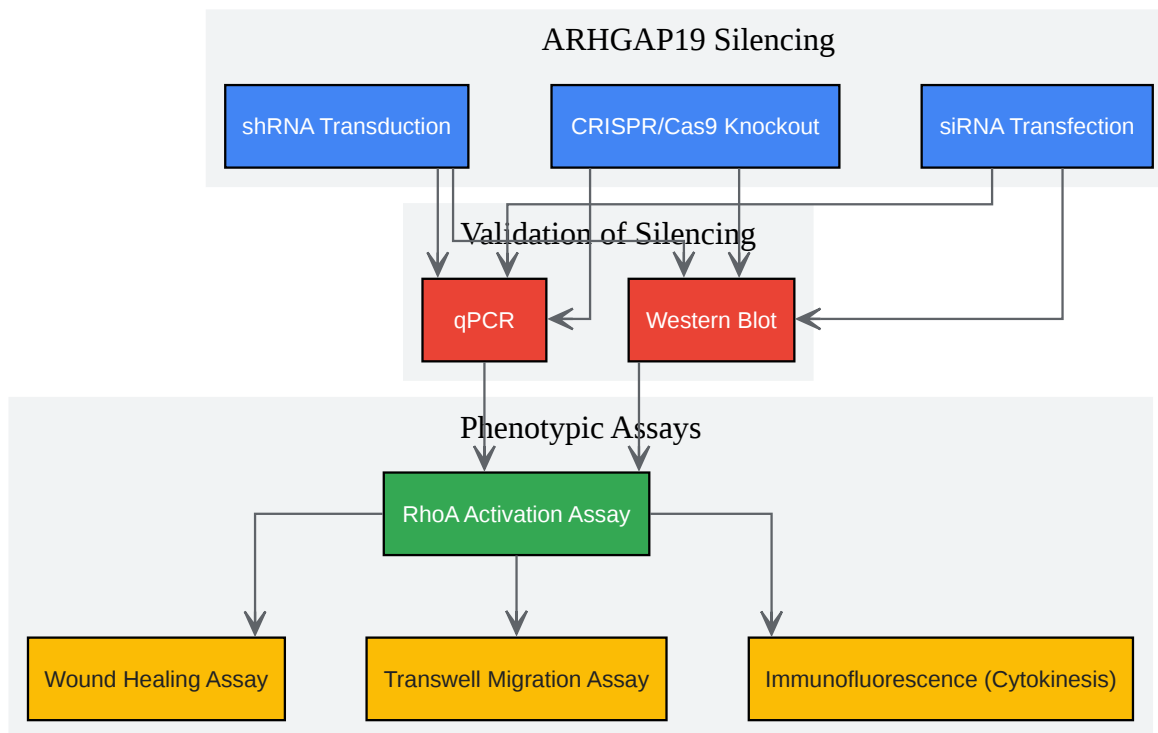 ARHGAP19 Silencing
shRNA Transduction
CRISPR/Cas9 Knockout
siRNA Transfection
Validation of Silencing
qPCR
Western Blot
Phenotypic Assays
RhoA Activation Assay
Wound Healing Assay
Transwell Migration Assay
Immunofluorescence (Cytokinesis)